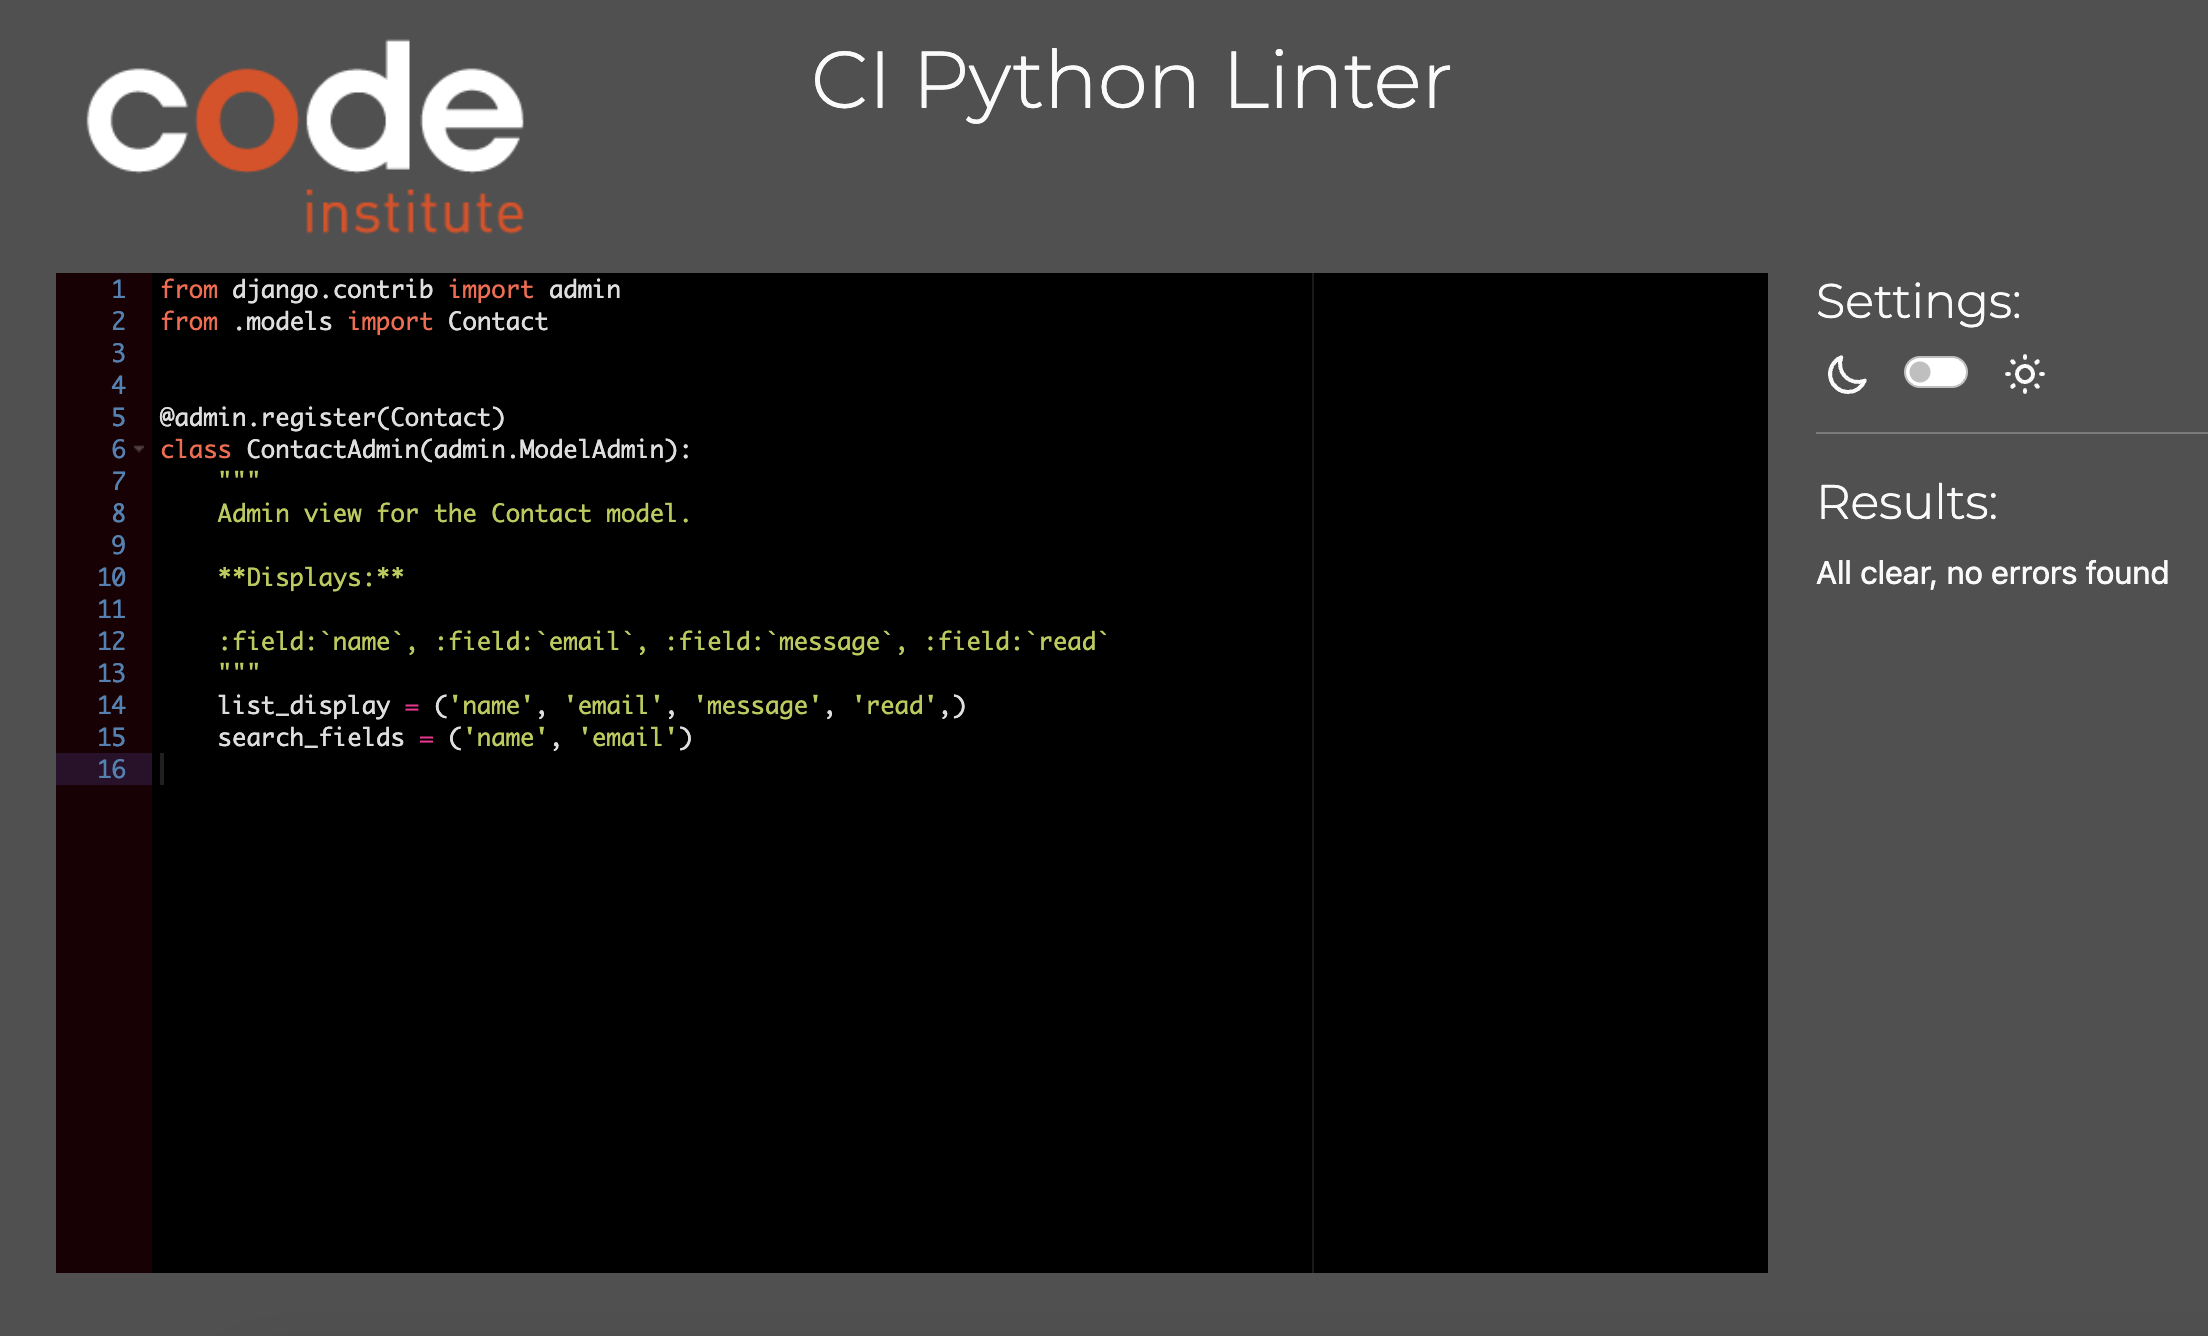 code
institute
CI Python Linter
1 from django.contrib import admin
2 from .models import Contact
3
4
5 @admin.register(Contact)
6 class ContactAdmin(admin.ModelAdmin):
7     """
8     Admin view for the Contact model.
9
10     **Displays:**
11
12     :field:`name`, :field:`email`, :field:`message`, :field:`read`
13     """
14     list_display = ('name', 'email', 'message', 'read',)
15     search_fields = ('name', 'email')
16
Settings:
Results:
All clear, no errors found